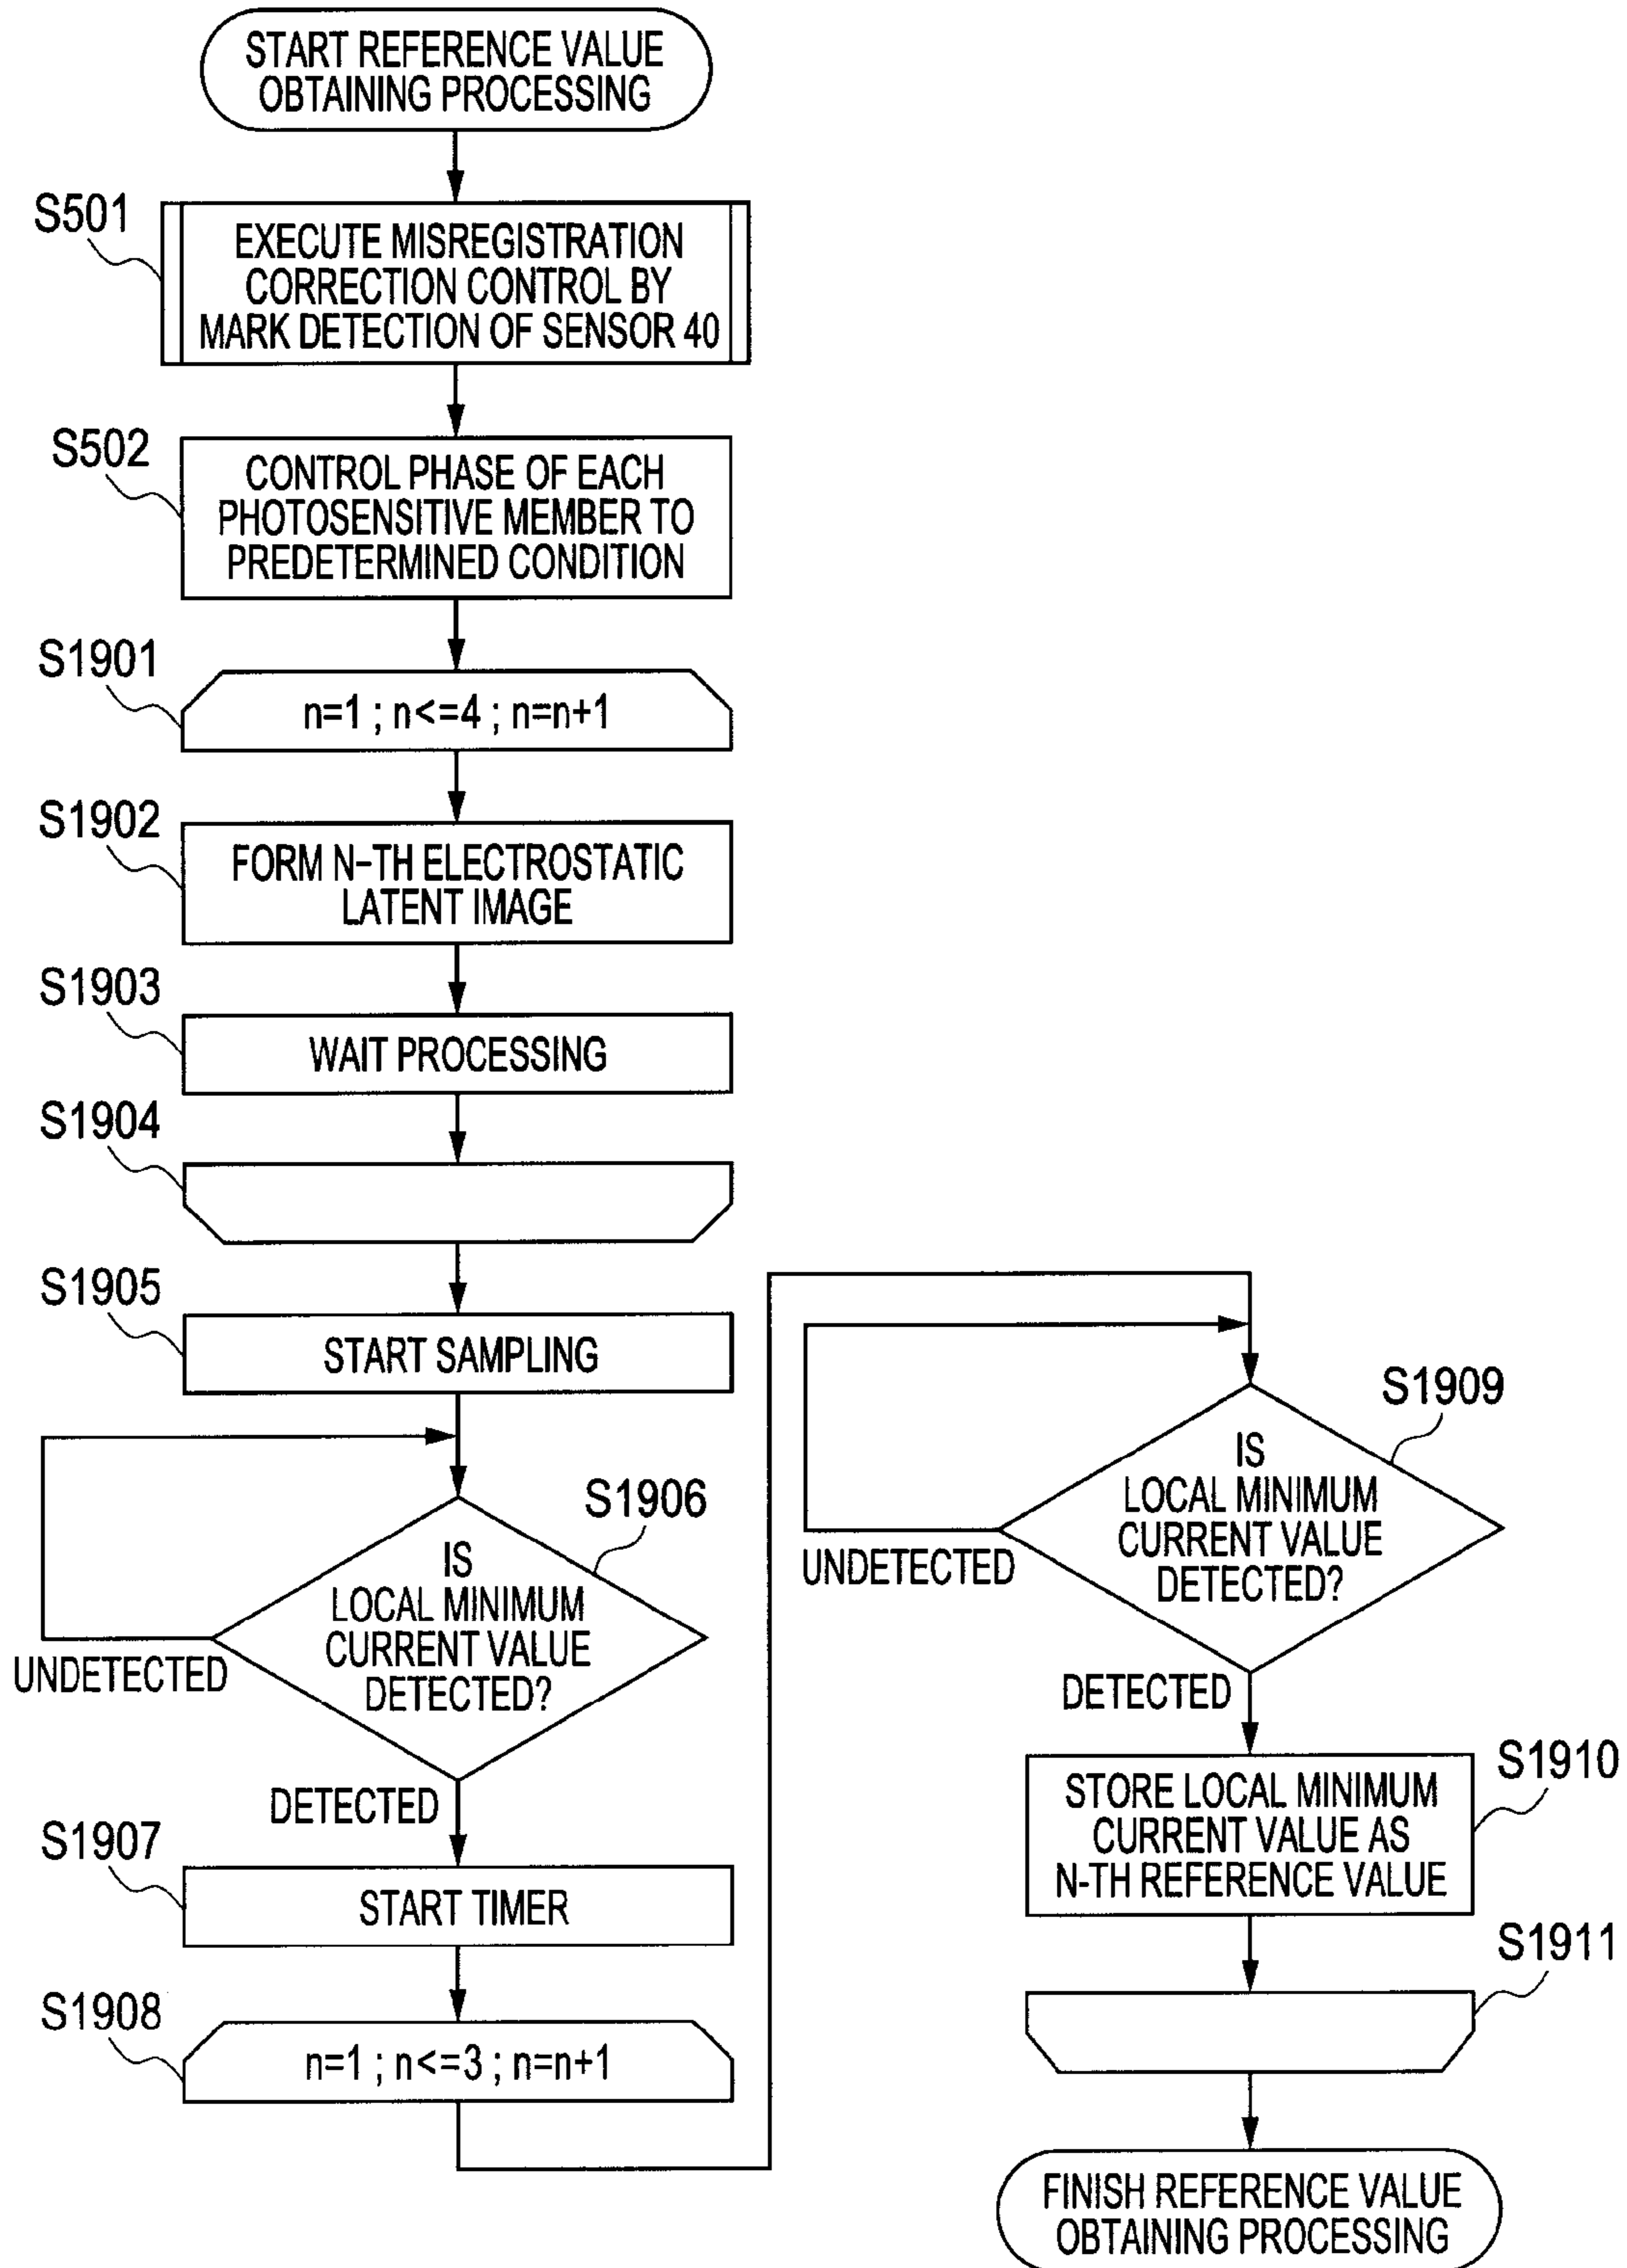 START REFERENCE VALUE
OBTAINING PROCESSING
S501
EXECUTE MISREGISTRATION
CORRECTION CONTROL BY
MARK DETECTION OF SENSOR 40
S502
CONTROL PHASE OF EACH
PHOTOSENSITIVE MEMBER TO
PREDETERMINED CONDITION
S1901
n=1 ; n<=4 ; n=n+1
S1902
FORM N-TH ELECTROSTATIC
LATENT IMAGE
S1903
WAIT PROCESSING
S1904
S1905
START SAMPLING
S1906
IS
LOCAL MINIMUM
CURRENT VALUE
DETECTED?
UNDETECTED
DETECTED
S1907
START TIMER
S1908
n=1 ; n<=3 ; n=n+1
S1909
IS
LOCAL MINIMUM
CURRENT VALUE
DETECTED?
UNDETECTED
DETECTED
S1910
STORE LOCAL MINIMUM
CURRENT VALUE AS
N-TH REFERENCE VALUE
S1911
FINISH REFERENCE VALUE
OBTAINING PROCESSING